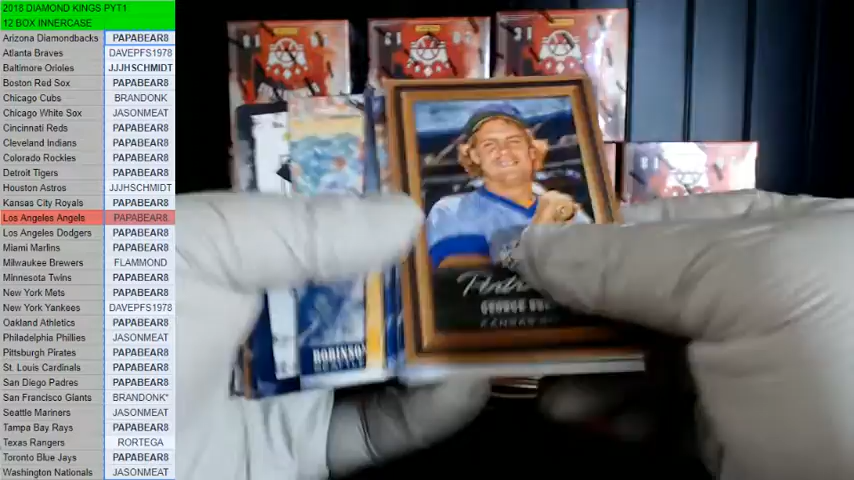 2018 DIAMOND KINGS PYT1
12 BOX INNERCASE
Arizona Diamondbacks PAPABEAR8
Atlanta Braves DAVEPFS1978
Baltimore Orioles JJJHSCHMIDT
Boston Red Sox PAPABEAR8
Chicago Cubs BRANDONK
Chicago White Sox JASONMEAT
Cincinnati Reds PAPABEAR8
Cleveland Indians PAPABEAR8
Colorado Rockies PAPABEAR8
Detroit Tigers PAPABEAR8
Houston Astros JJJHSCHMIDT
Kansas City Royals PAPABEAR8
Los Angeles Angels PAPABEAR8
Los Angeles Dodgers PAPABEAR8
Miami Marlins PAPABEAR8
Milwaukee Brewers FLAMMOND
Minnesota Twins PAPABEAR8
New York Mets PAPABEAR8
New York Yankees DAVEPFS1978
Oakland Athletics PAPABEAR8
Philadelphia Phillies JASONMEAT
Pittsburgh Pirates PAPABEAR8
St. Louis Cardinals PAPABEAR8
San Diego Padres PAPABEAR8
San Francisco Giants BRANDONK*
Seattle Mariners JASONMEAT
Tampa Bay Rays PAPABEAR8
Texas Rangers RORTEGA
Toronto Blue Jays PAPABEAR8
Washington Nationals JASONMEAT
ROBINSON
GEORGE
KANSAS